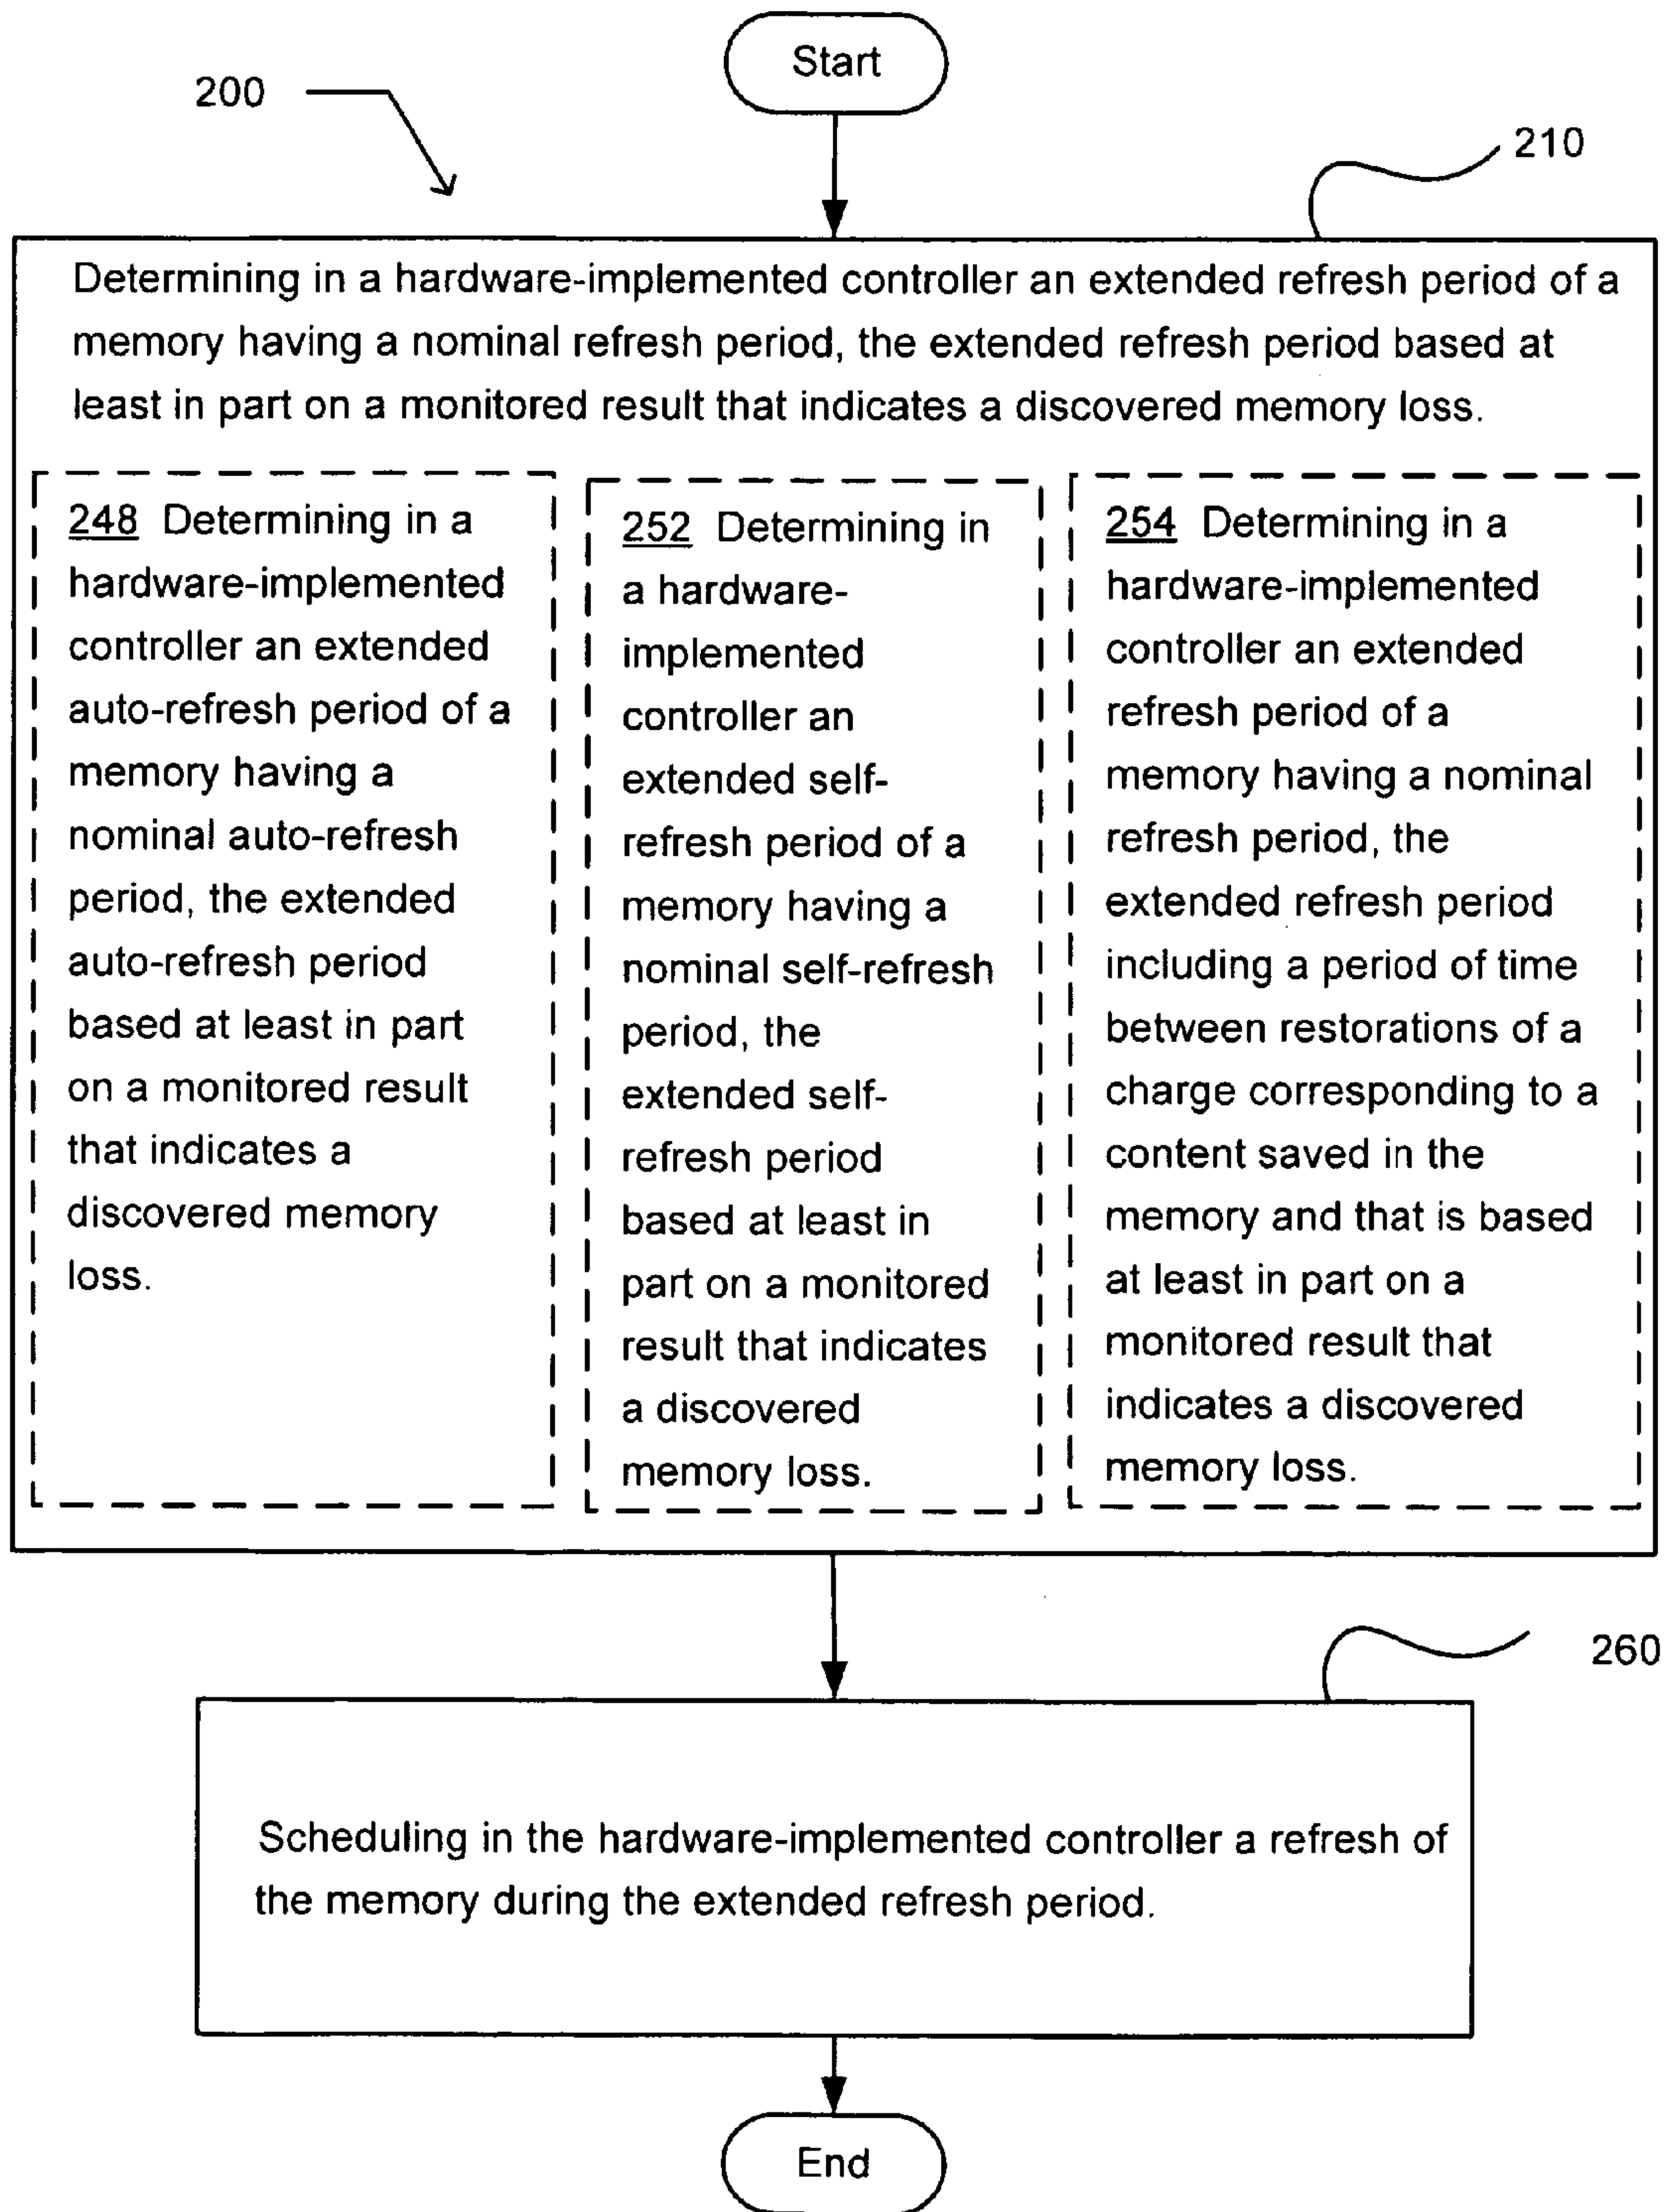 Start
200
210
Determining in a hardware-implemented controller an extended refresh period of a
memory having a nominal refresh period, the extended refresh period based at
least in part on a monitored result that indicates a discovered memory loss.
248 Determining in a
hardware-implemented
controller an extended
auto-refresh period of a
memory having a
nominal auto-refresh
period, the extended
auto-refresh period
based at least in part
on a monitored result
that indicates a
discovered memory
loss.
252 Determining in
a hardware-
implemented
controller an
extended self-
refresh period of a
memory having a
nominal self-refresh
period, the
extended self-
refresh period
based at least in
part on a monitored
result that indicates
a discovered
memory loss.
254 Determining in a
hardware-implemented
controller an extended
refresh period of a
memory having a nominal
refresh period, the
extended refresh period
including a period of time
between restorations of a
charge corresponding to a
content saved in the
memory and that is based
at least in part on a
monitored result that
indicates a discovered
memory loss.
260
Scheduling in the hardware-implemented controller a refresh of
the memory during the extended refresh period.
End